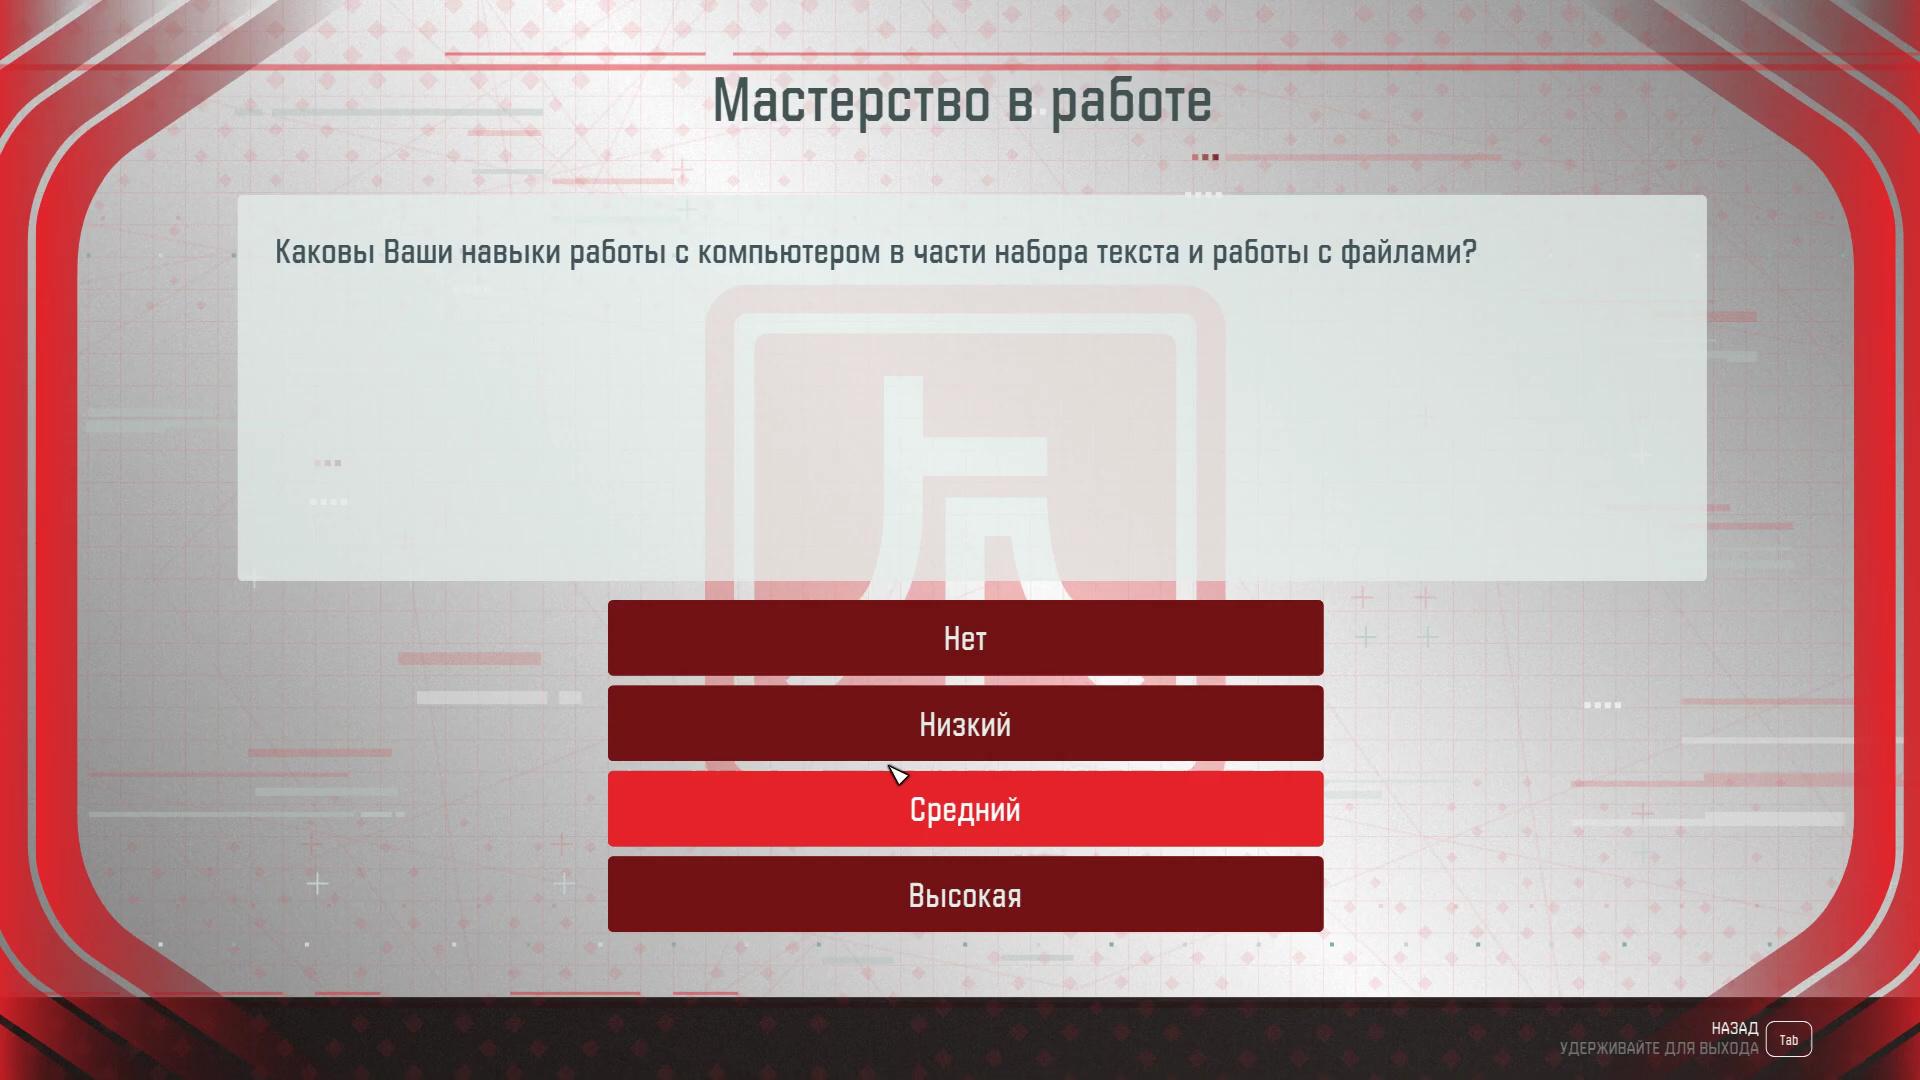 Мастерство в работе
Каковы Ваши навыки работы с компьютером в части набора текста и работы с файлами?
Нет
Низкий
Средний
Высокая
НАЗАД
УДЕРЖИВАЙТЕ ДЛЯ ВЫХОДА
Tab